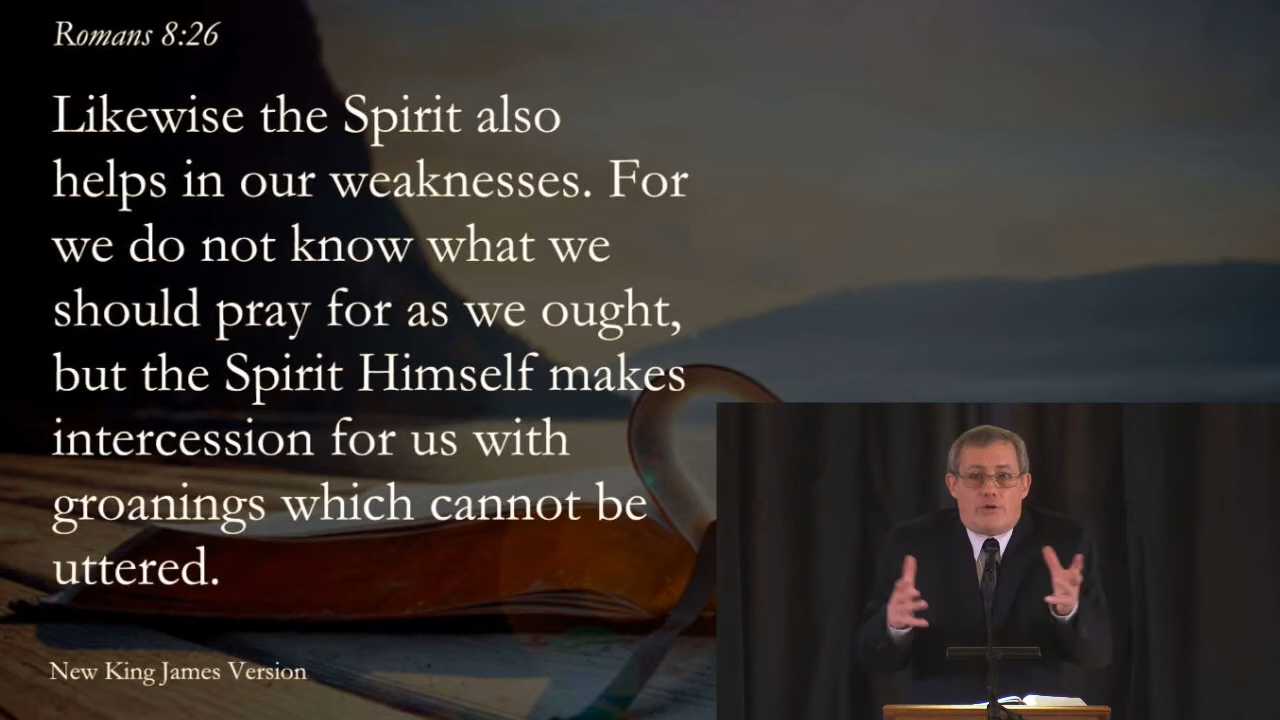 Romans 8:26
Likewise the Spirit also
helps in our weaknesses. For
we do not know what we
should pray for as we ought,
but the Spirit Himself makes
intercession for us with
groanings which cannot be
uttered.
New King James Version